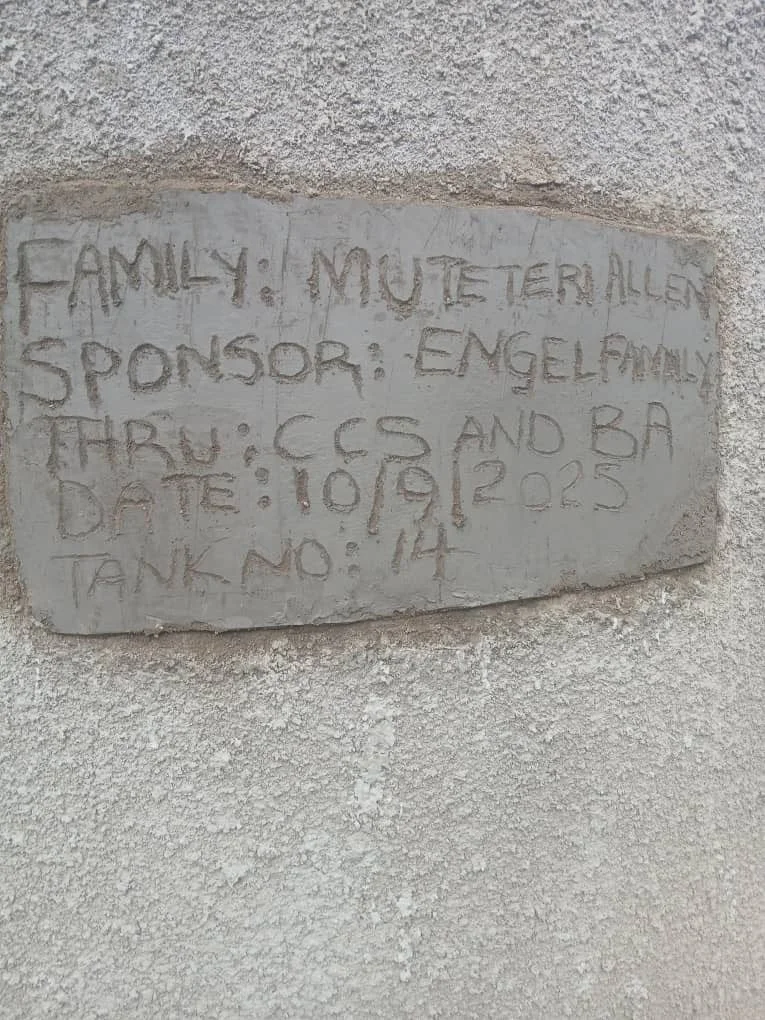 FAMILY: MUTETERI ALLEN
SPONSOR: ENGEL FAMILY
THRU: CCS AND BA
DATE: 10/9/2025
TANK NO: 14